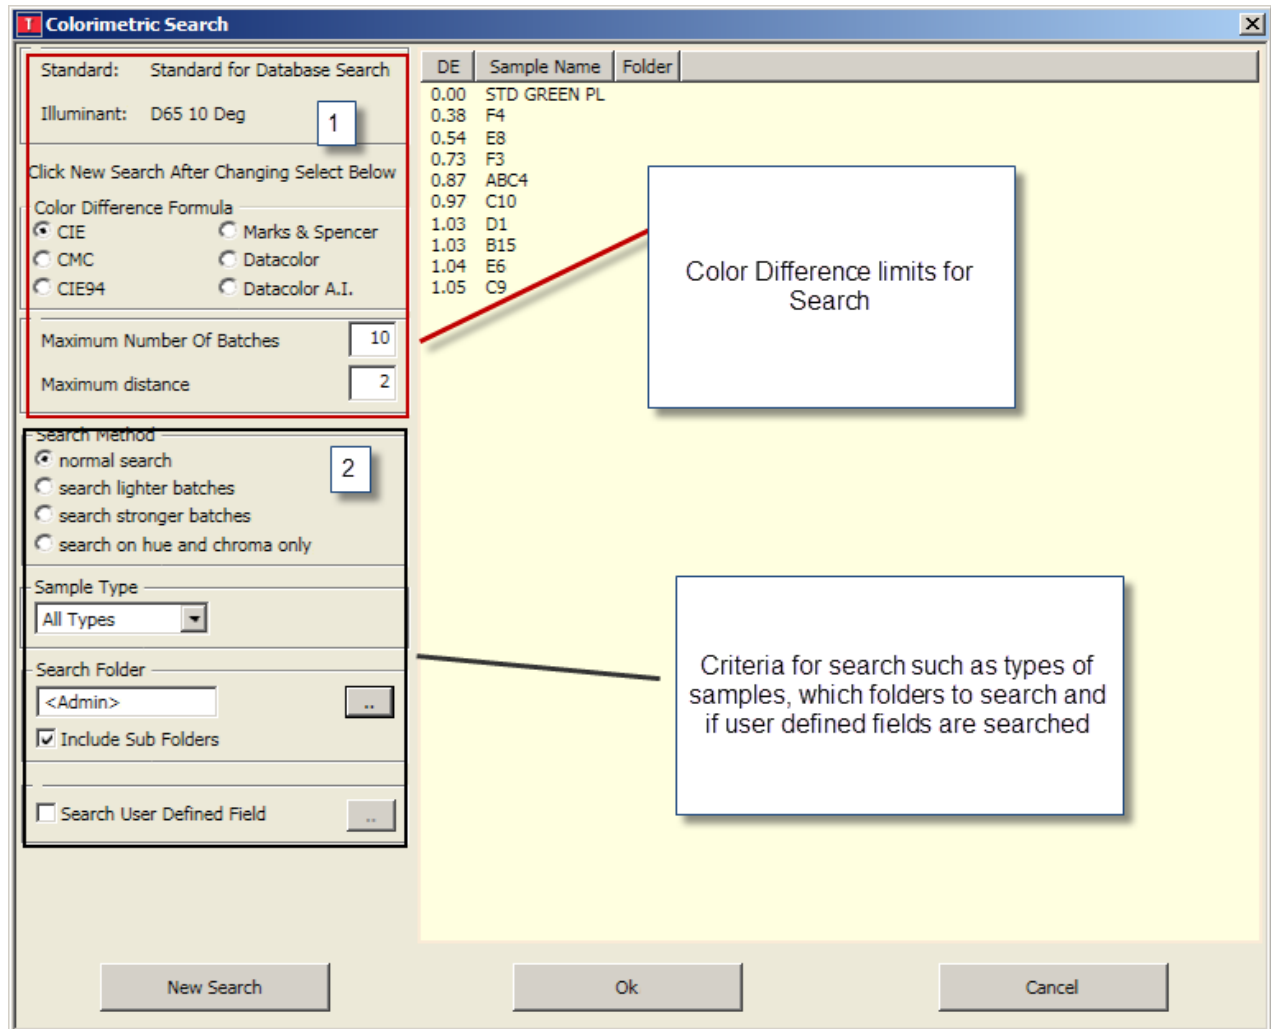 T Colorimetric Search
Standard: Standard for Database Search
Illuminant: D65 10 Deg
1
Click New Search After Changing Select Below
Color Difference Formula
CIE Marks & Spencer
CMC Datacolor
CIE94 Datacolor A.I.
Maximum Number Of Batches 10
Maximum distance 2
Search Method
2
normal search
search lighter batches
search stronger batches
search on hue and chroma only
Sample Type
All Types
Search Folder
<Admin> ..
Include Sub Folders
Search User Defined Field ..
DE Sample Name Folder
0.00 STD GREEN PL
0.38 F4
0.54 E8
0.73 F3
0.87 ABC4
0.97 C10
1.03 D1
1.03 B15
1.04 E6
1.05 C9
Color Difference limits for
Search
Criteria for search such as types of
samples, which folders to search and
if user defined fields are searched
New Search Ok Cancel